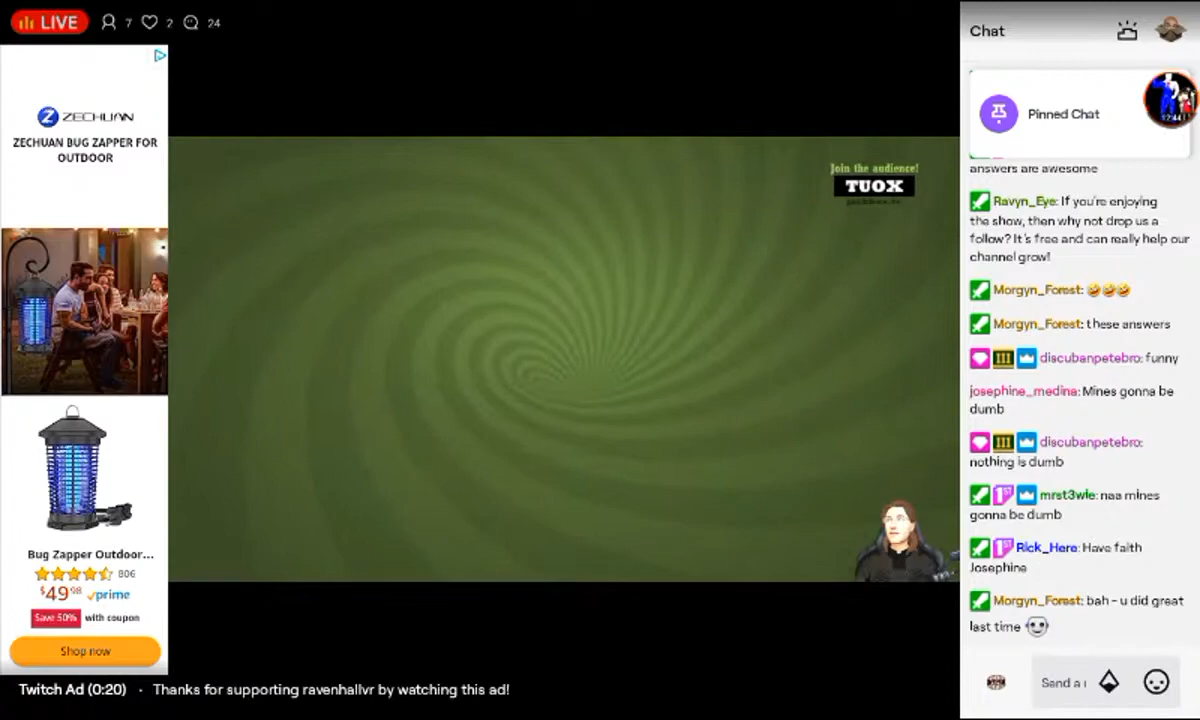 LIVE 7 2 24
ZECHUAN
ZECHUAN BUG ZAPPER FOR
OUTDOOR
Bug Zapper Outdoor...
806
$49.98 prime
Save 50% with coupon
Shop now
Join the audience!
TUOX
Twitch Ad (0:20) · Thanks for supporting ravenhallvr by watching this ad!
Chat
Pinned Chat
12:44
answers are awesome
Ravyn_Eye: If you're enjoying
the show, then why not drop us a
follow? It's free and can really help our
channel grow!
Morgyn_Forest: 🤣🤣🤣
Morgyn_Forest: these answers
III discubanpetebro: funny
josephine_medina: Mines gonna be
dumb
III discubanpetebro:
nothing is dumb
mrst3wie: naa mines
gonna be dumb
Rick_Here: Have faith
Josephine
Morgyn_Forest: bah - u did great
last time
Send a